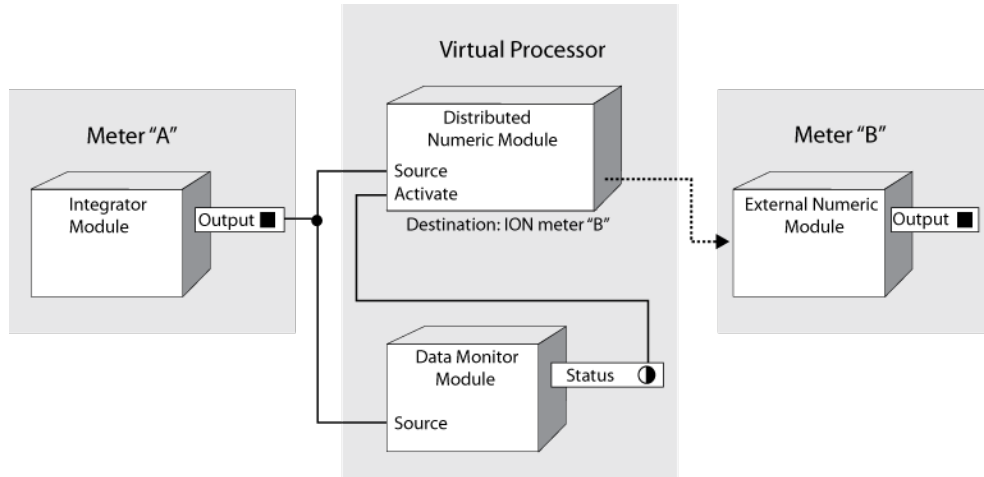 Virtual Processor
Meter "A"
Integrator
Module
Output
Distributed
Numeric Module
Source
Activate
Destination: ION meter "B"
Data Monitor
Module
Status
Source
Meter "B"
External Numeric
Module
Output